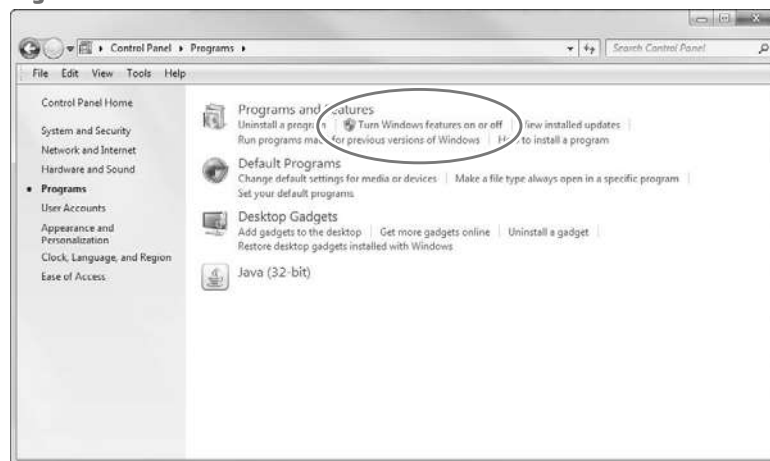 Control Panel ▸ Programs ▸
Search Control Panel
File Edit View Tools Help
Control Panel Home
System and Security
Network and Internet
Hardware and Sound
Programs
User Accounts
Appearance and
Personalization
Clock, Language, and Region
Ease of Access
Programs and Features
Uninstall a program Turn Windows features on or off View installed updates
Run programs made for previous versions of Windows How to install a program
Default Programs
Change default settings for media or devices Make a file type always open in a specific program
Set your default programs
Desktop Gadgets
Add gadgets to the desktop Get more gadgets online Uninstall a gadget
Restore desktop gadgets installed with Windows
Java (32-bit)